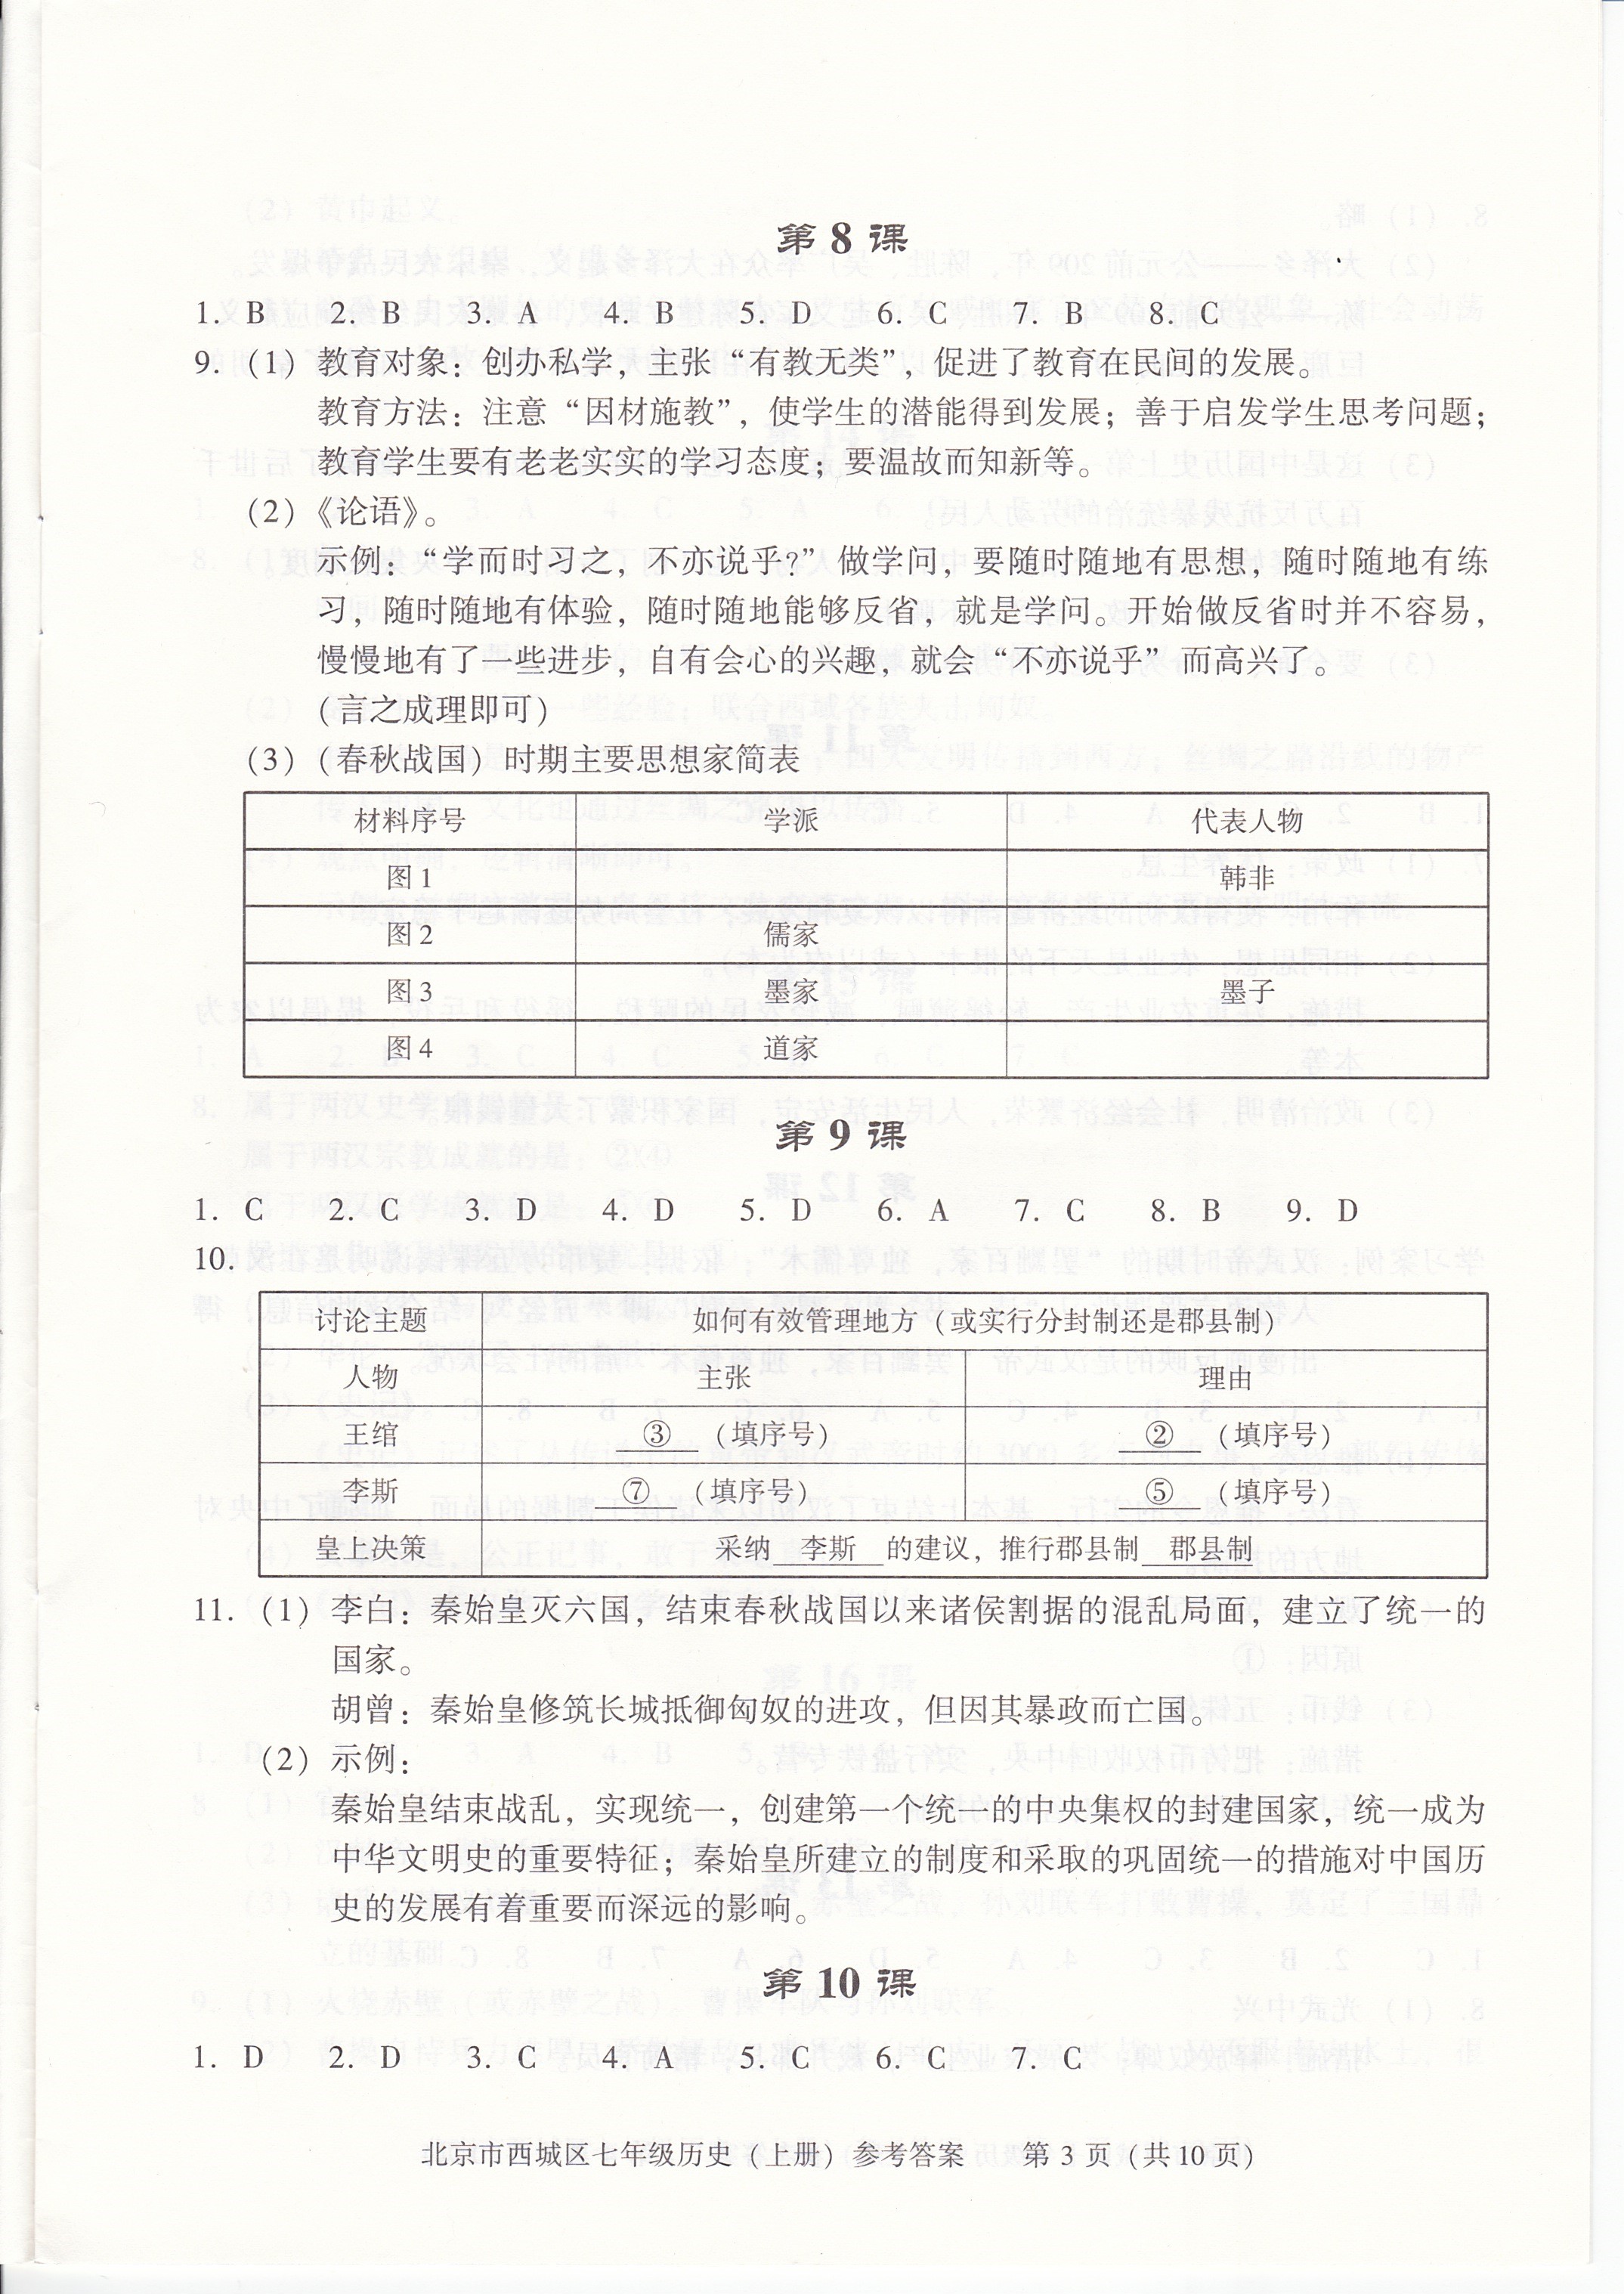 第 8 课
1. B 2. B 3. A 4. B 5. D 6. C 7. B 8. C
9. (1) 教育对象：创办私学，主张“有教无类”，促进了教育在民间的发展。
教育方法：注意“因材施教”，使学生的潜能得到发展；善于启发学生思考问题；
教育学生要有老老实实的学习态度；要温故而知新等。
(2)《论语》。
示例：“学而时习之，不亦说乎?”做学问，要随时随地有思想，随时随地有练
习，随时随地有体验，随时随地能够反省，就是学问。开始做反省时并不容易，
慢慢地有了一些进步，自有会心的兴趣，就会“不亦说乎”而高兴了。
(言之成理即可)
(3)(春秋战国) 时期主要思想家简表
材料序号 学派 代表人物
图 1 韩非
图 2 儒家
图 3 墨家 墨子
图 4 道家
第 9 课
1. C 2. C 3. D 4. D 5. D 6. A 7. C 8. B 9. D
10.
讨论主题 如何有效管理地方 (或实行分封制还是郡县制)
人物 主张 理由
王绾 ③ (填序号) ② (填序号)
李斯 ⑦ (填序号) ⑤ (填序号)
皇上决策 采纳 李斯 的建议，推行郡县制 郡县制
11. (1) 李白：秦始皇灭六国，结束春秋战国以来诸侯割据的混乱局面，建立了统一的
国家。
胡曾：秦始皇修筑长城抵御匈奴的进攻，但因其暴政而亡国。
(2) 示例：
秦始皇结束战乱，实现统一，创建第一个统一的中央集权的封建国家，统一成为
中华文明史的重要特征；秦始皇所建立的制度和采取的巩固统一的措施对中国历
史的发展有着重要而深远的影响。
第 10 课
1. D 2. D 3. C 4. A 5. C 6. C 7. C
北京市西城区七年级历史 (上册) 参考答案 第 3 页 (共 10 页)